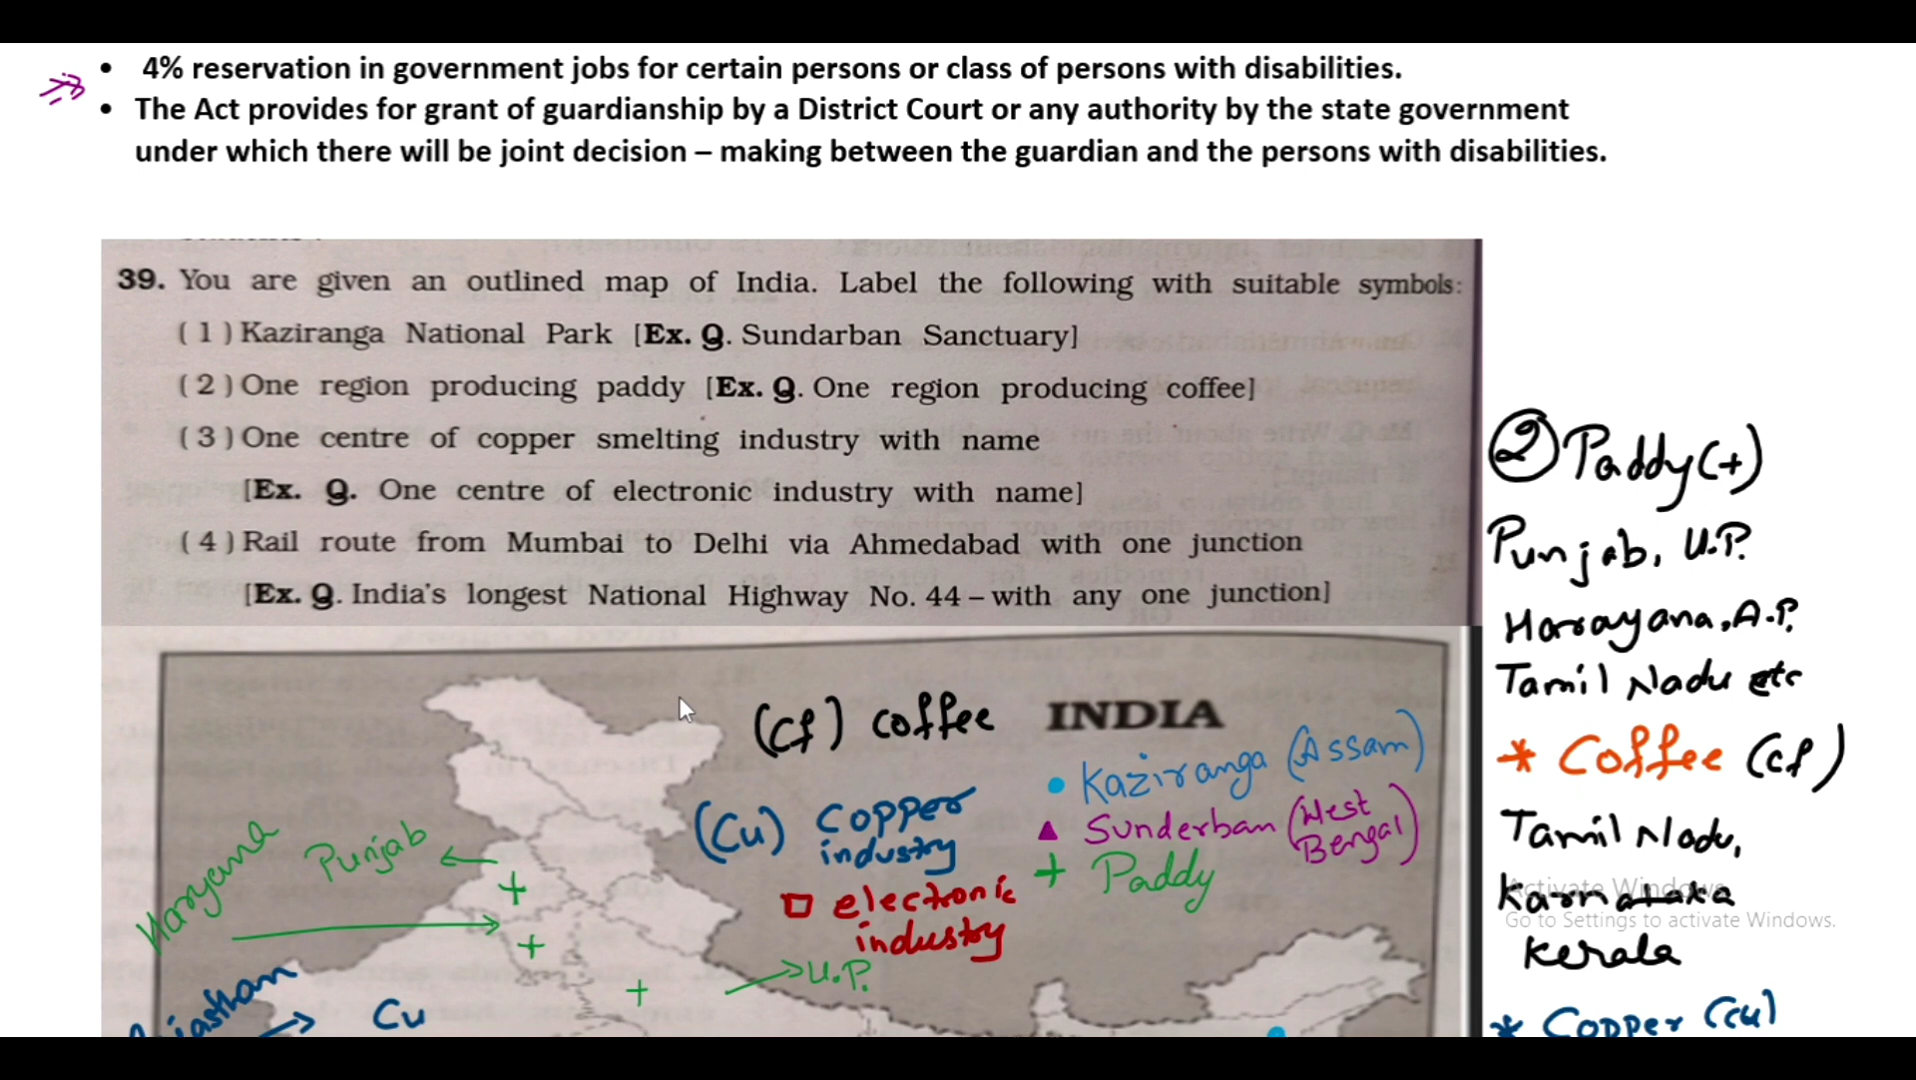 • 4% reservation in government jobs for certain persons or class of persons with disabilities.
• The Act provides for grant of guardianship by a District Court or any authority by the state government
under which there will be joint decision – making between the guardian and the persons with disabilities.
39. You are given an outlined map of India. Label the following with suitable symbols:
( 1 ) Kaziranga National Park [Ex. Q. Sundarban Sanctuary]
( 2 ) One region producing paddy [Ex. Q. One region producing coffee]
( 3 ) One centre of copper smelting industry with name
[Ex. Q. One centre of electronic industry with name]
( 4 ) Rail route from Mumbai to Delhi via Ahmedabad with one junction
[Ex. Q. India's longest National Highway No. 44 – with any one junction]
INDIA
(cf) coffee
• Kaziranga (Assam)
(Cu) Copper
industry
▲ Sunderban (West
Bengal)
+ Paddy
□ electronic
industry
Haryana
Punjab
U.P.
Cu
② Paddy (+)
Punjab, U.P.
Harayana, A.P.
Tamil Nadu etc
* Coffee (cf)
Tamil Nadu,
Karnataka
Kerala
* Copper (cu)
Activate Windows
Go to Settings to activate Windows.